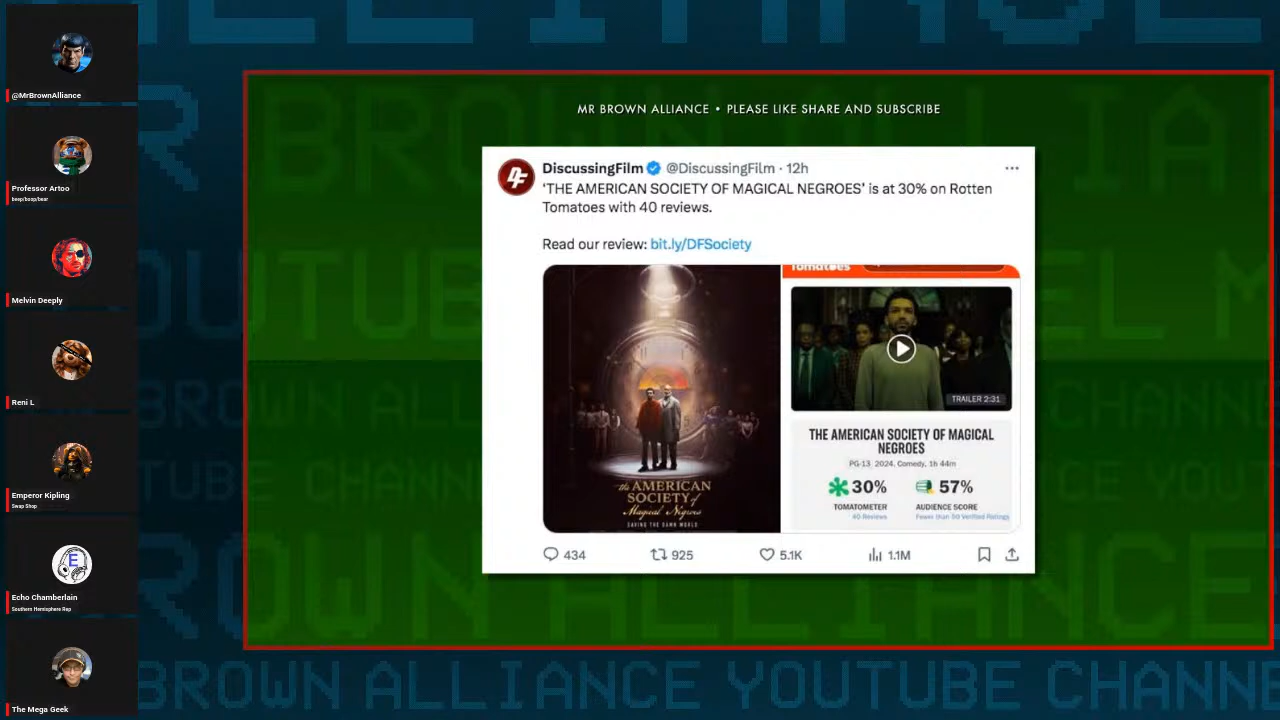 @MrBrownAlliance
Professor Artoo
beep/boop/bear
Melvin Deeply
Reni L
Emperor Kipling
Swap Shop
Echo Chamberlain
Southern Hemisphere Rep
The Mega Geek
MR BROWN ALLIANCE • PLEASE LIKE SHARE AND SUBSCRIBE
DiscussingFilm @DiscussingFilm · 12h
‘THE AMERICAN SOCIETY OF MAGICAL NEGROES’ is at 30% on Rotten
Tomatoes with 40 reviews.
Read our review: bit.ly/DFSociety
the AMERICAN
SOCIETY of
Magical Negroes
SAVING THE DAMN WORLD
Tomatoes
TRAILER 2:31
THE AMERICAN SOCIETY OF MAGICAL
NEGROES
PG-13 2024, Comedy, 1h 44m
30% 57%
TOMATOMETER AUDIENCE SCORE
40 Reviews Fewer than 50 Verified Ratings
434 925 5.1K 1.1M
BROWN ALLIANCE YOUTUBE CHANNE